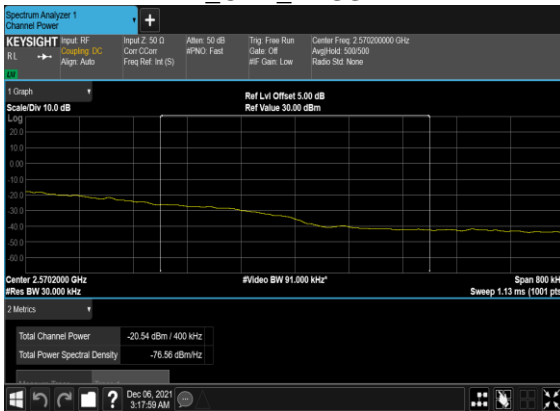 Spectrum Analyzer 1
Channel Power
+
KEYSIGHT
RL
Input: RF
Coupling: DC
Align: Auto
Input Z: 50 Ω
Corr CCorr
Freq Ref: Int (S)
Atten: 50 dB
#PNO: Fast
Trig: Free Run
Gate: Off
#IF Gain: Low
Center Freq: 2.570200000 GHz
Avg|Hold: 500/500
Radio Std: None
1 Graph
Scale/Div 10.0 dB
Ref Lvl Offset 5.00 dB
Ref Value 30.00 dBm
Log
20.0
10.0
0.00
-10.0
-20.0
-30.0
-40.0
-50.0
-60.0
Center 2.5702000 GHz
#Res BW 30.000 kHz
#Video BW 91.000 kHz*
Span 800 kH
Sweep 1.13 ms (1001 pts
2 Metrics
Total Channel Power -20.54 dBm / 400 kHz
Total Power Spectral Density -76.56 dBm/Hz
?
Dec 06, 2021
3:17:59 AM